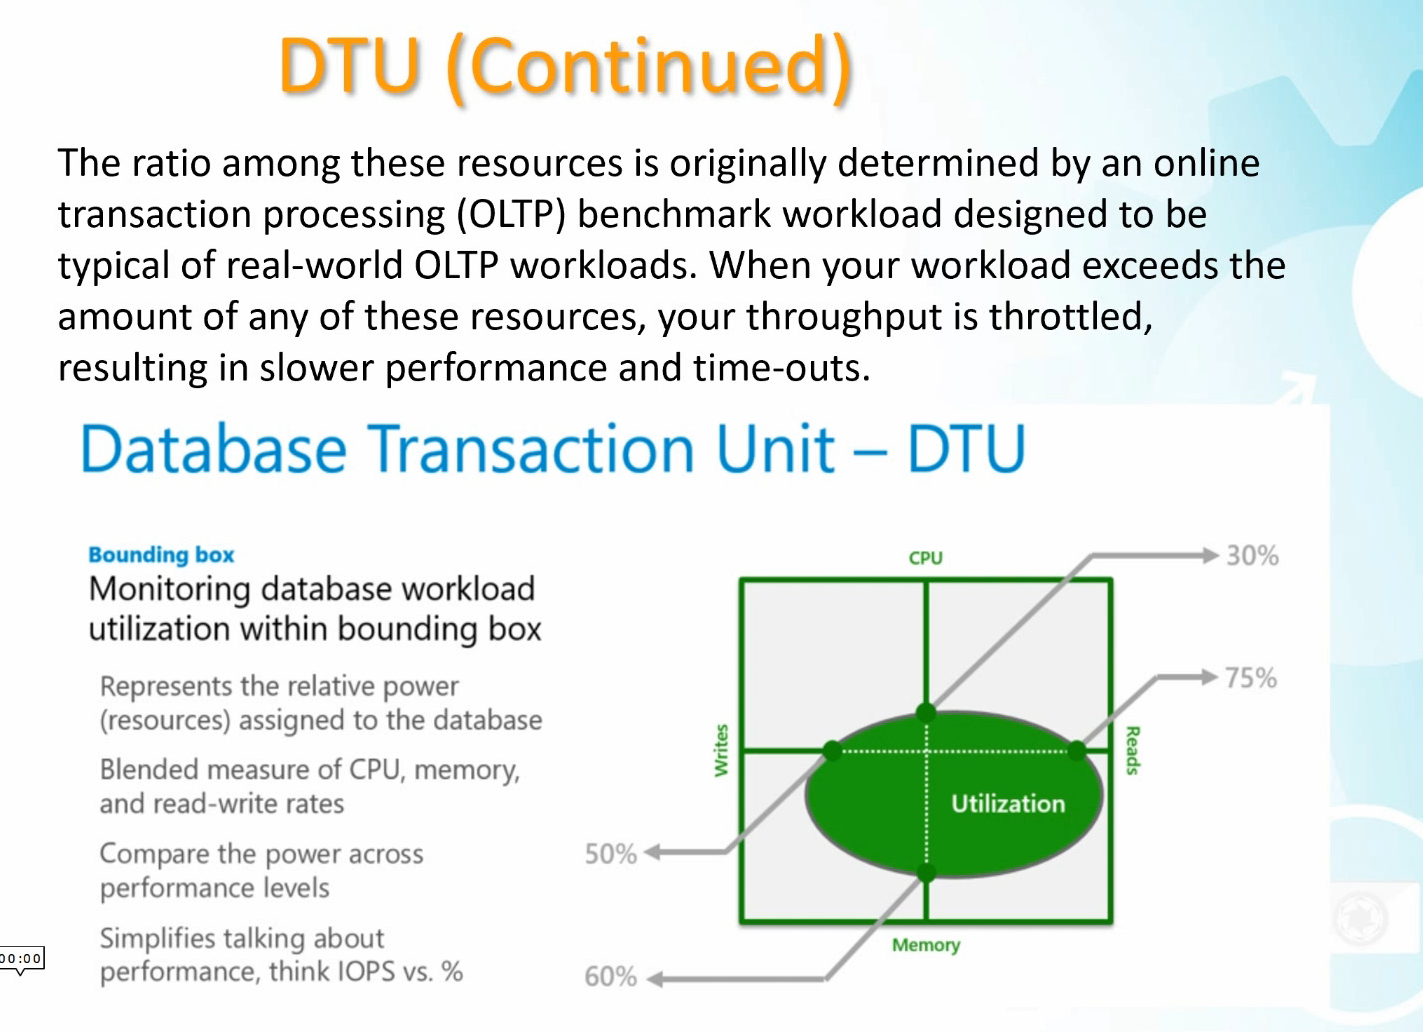 DTU (Continued)
The ratio among these resources is originally determined by an online
transaction processing (OLTP) benchmark workload designed to be
typical of real-world OLTP workloads. When your workload exceeds the
amount of any of these resources, your throughput is throttled,
resulting in slower performance and time-outs.
Database Transaction Unit – DTU
Bounding box
Monitoring database workload
utilization within bounding box
Represents the relative power
(resources) assigned to the database
Blended measure of CPU, memory,
and read-write rates
Compare the power across
performance levels
Simplifies talking about
performance, think IOPS vs. %
CPU
30%
75%
Writes
Reads
Utilization
50%
Memory
60%
00:00